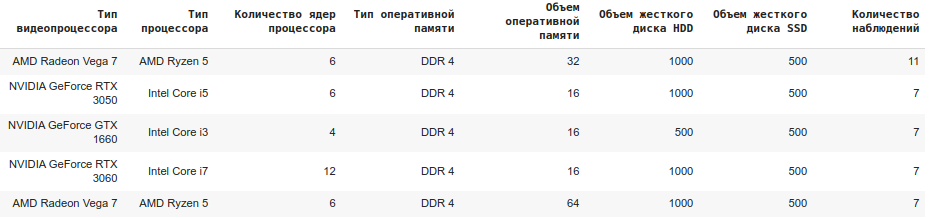 Тип видеопроцессора Тип процессора Количество ядер процессора Тип оперативной памяти Объем оперативной памяти Объем жесткого диска HDD Объем жесткого диска SSD Количество наблюдений
AMD Radeon Vega 7 AMD Ryzen 5 6 DDR 4 32 1000 500 11
NVIDIA GeForce RTX 3050 Intel Core i5 6 DDR 4 16 1000 500 7
NVIDIA GeForce GTX 1660 Intel Core i3 4 DDR 4 16 500 500 7
NVIDIA GeForce RTX 3060 Intel Core i7 12 DDR 4 16 1000 500 7
AMD Radeon Vega 7 AMD Ryzen 5 6 DDR 4 64 1000 500 7